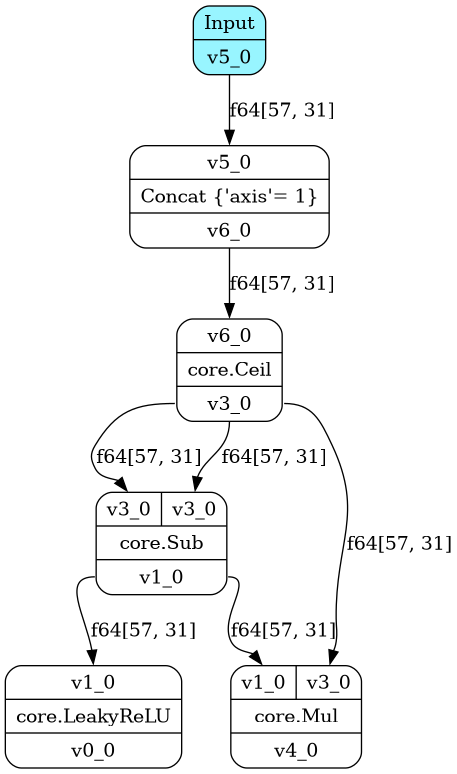 Input
v5_0
f64[57, 31]
v5_0
Concat {'axis'= 1}
v6_0
f64[57, 31]
v6_0
core.Ceil
v3_0
f64[57, 31] f64[57, 31]
f64[57, 31]
v3_0 v3_0
core.Sub
v1_0
f64[57, 31] f64[57, 31]
v1_0
core.LeakyReLU
v0_0
v1_0 v3_0
core.Mul
v4_0